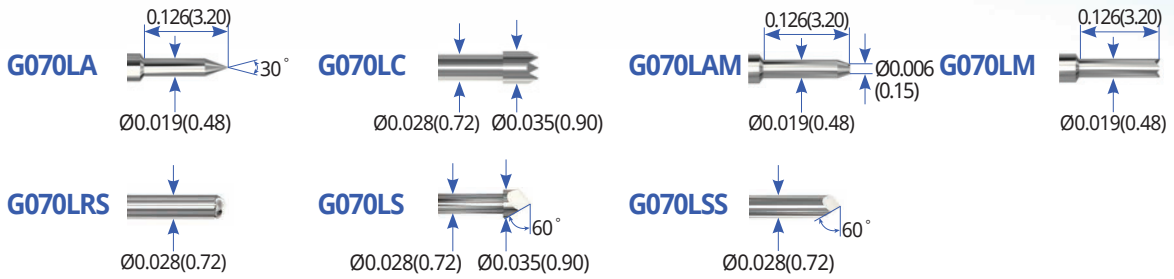 0.126(3.20)
G070LA
30°
Ø0.019(0.48)
G070LC
Ø0.028(0.72) Ø0.035(0.90)
0.126(3.20)
G070LAM
Ø0.006
(0.15)
Ø0.019(0.48)
0.126(3.20)
G070LM
Ø0.019(0.48)
G070LRS
Ø0.028(0.72)
G070LS
60°
Ø0.028(0.72) Ø0.035(0.90)
G070LSS
60°
Ø0.028(0.72)